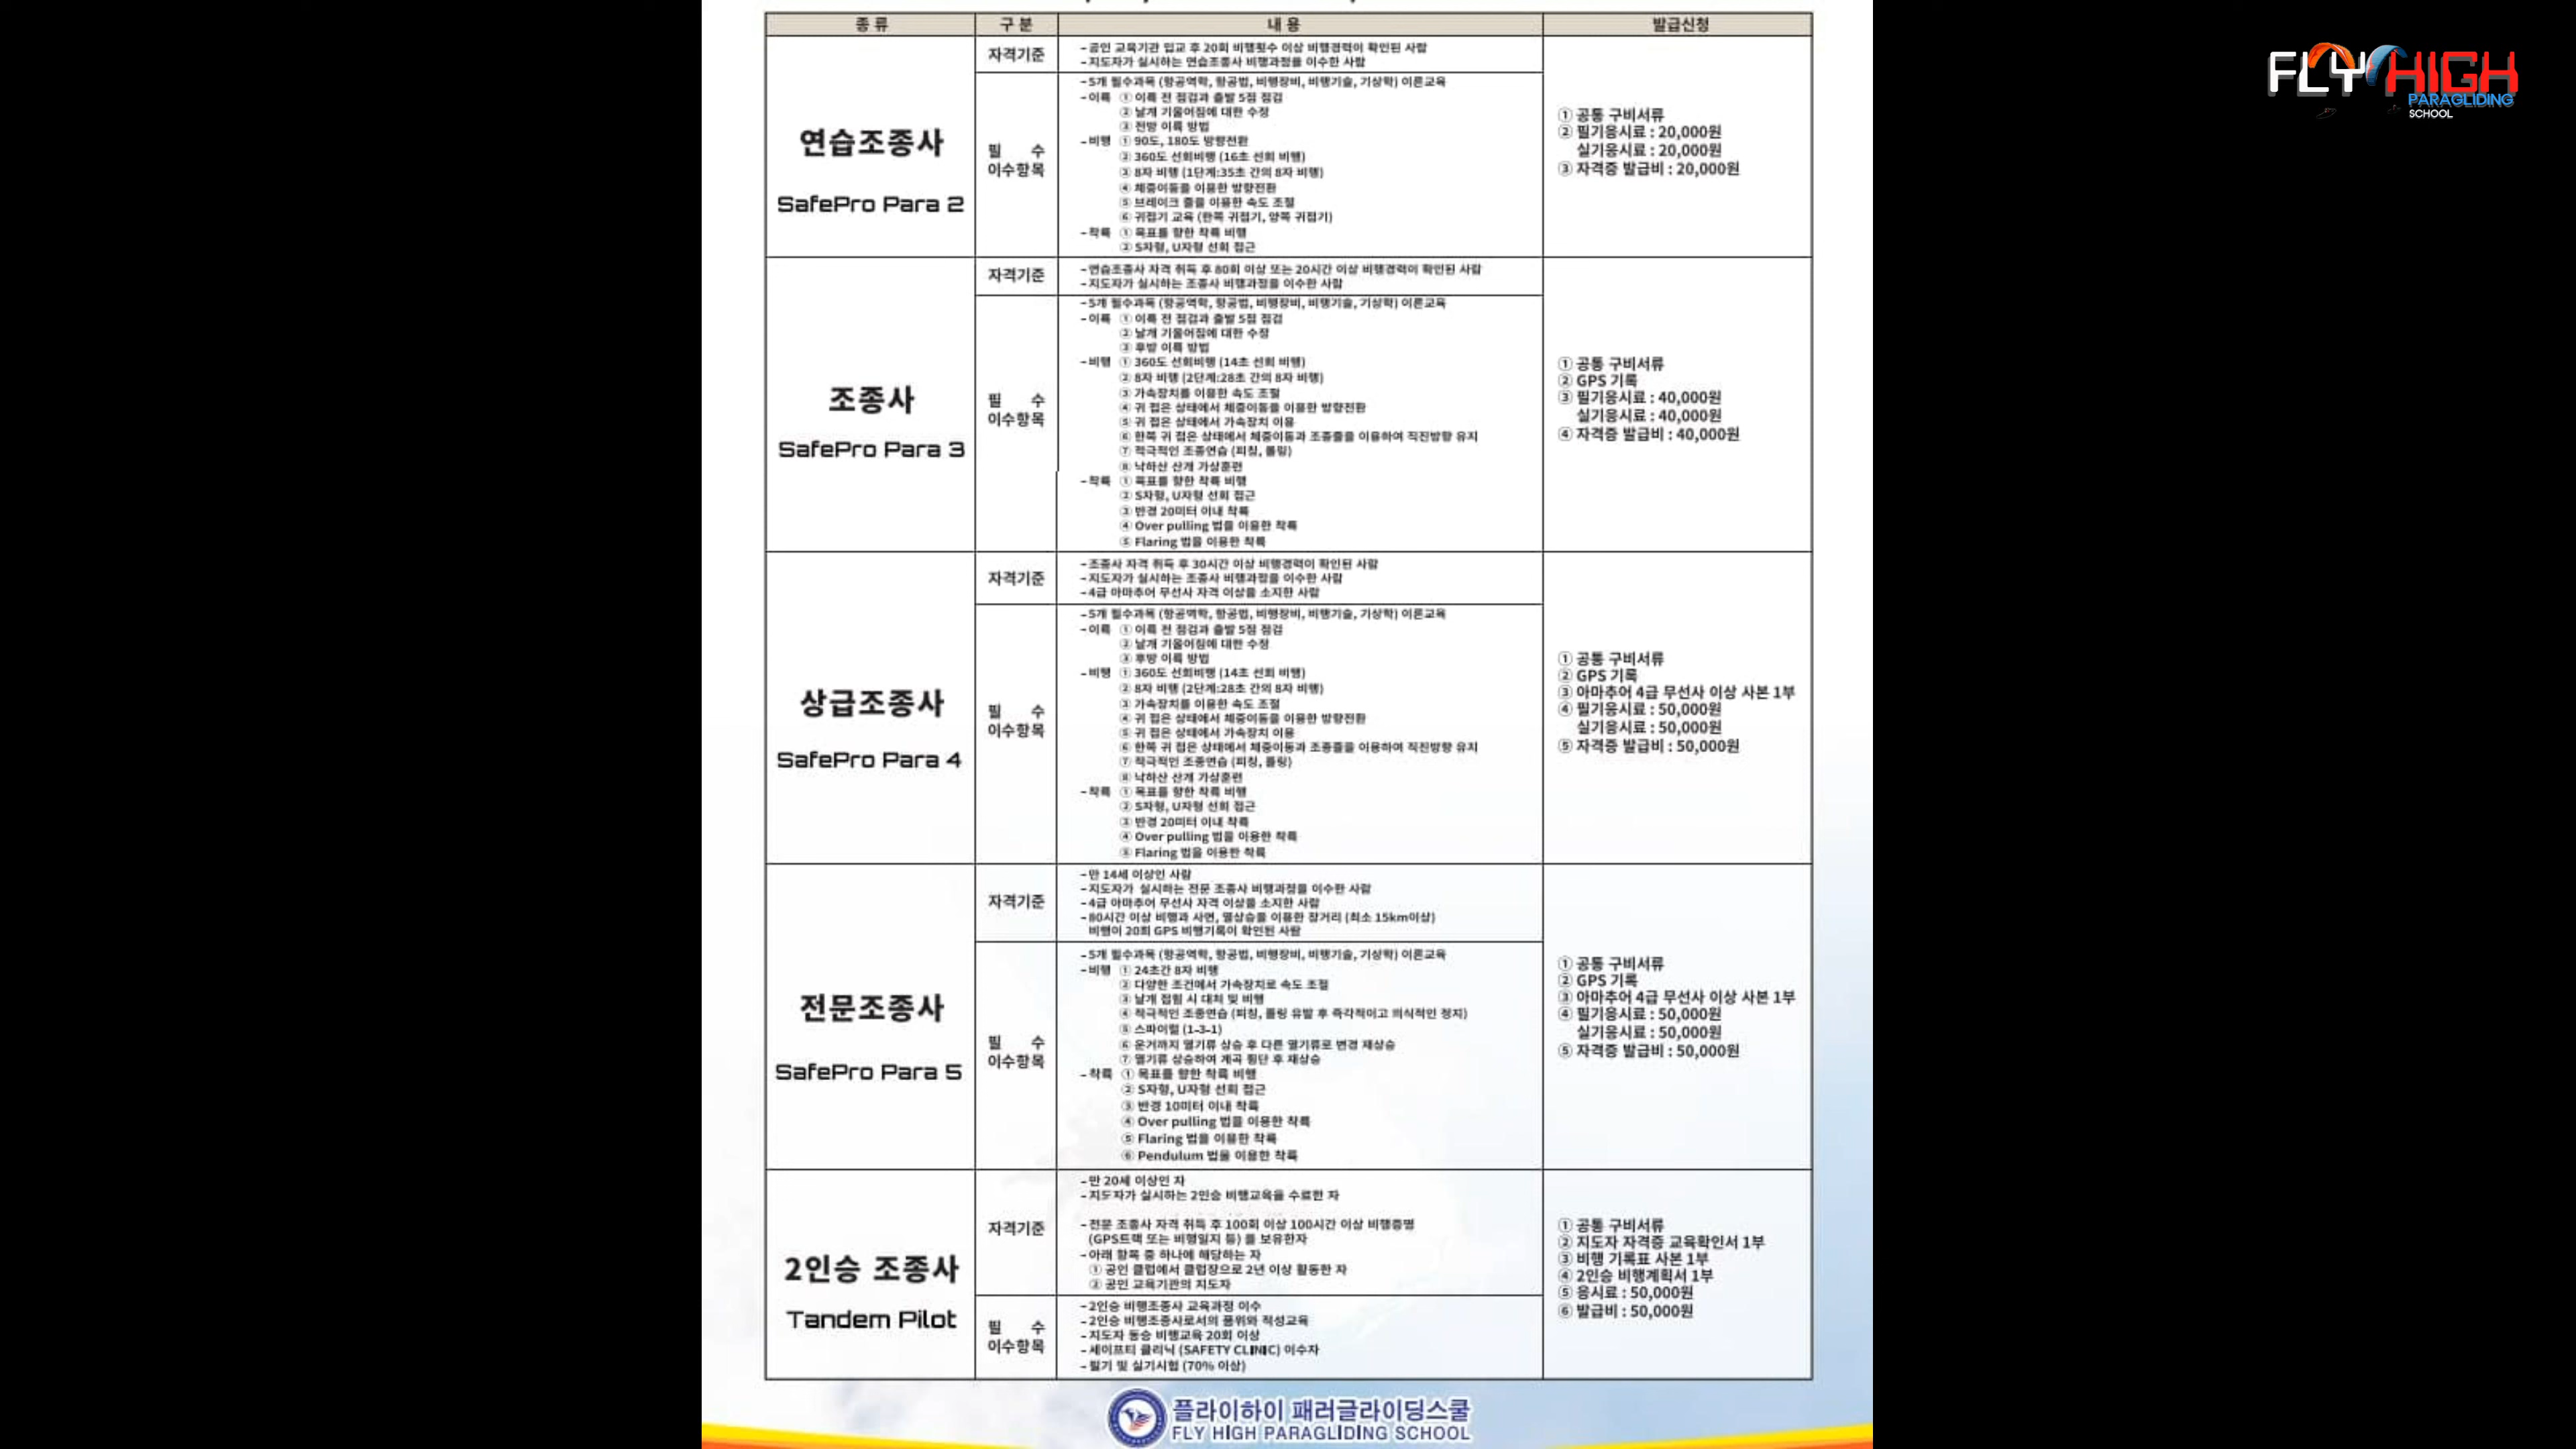 종 류 구 분 내 용 발급신청
연습조종사
SafePro Para 2
자격기준
-공인 교육기관 입교 후 20회 비행횟수 이상 비행경력이 확인된 사람
-지도자가 실시하는 연습조종사 비행과정을 이수한 사람
필 수
이수항목
-5개 필수과목 (항공역학, 항공법, 비행장비, 비행기술, 기상학) 이론교육
-이륙 ① 이륙 전 점검과 출발 5점 점검
② 날개 기울어짐에 대한 수정
③ 전방 이륙 방법
-비행 ① 90도, 180도 방향전환
② 360도 선회비행 (16초 선회 비행)
③ 8자 비행 (1단계:35초 간의 8자 비행)
④ 체중이동을 이용한 방향전환
⑤ 브레이크 줄을 이용한 속도 조절
⑥ 귀접기 교육 (한쪽 귀접기, 양쪽 귀접기)
-착륙 ① 목표를 향한 착륙 비행
② S자형, U자형 선회 접근
① 공통 구비서류
② 필기응시료 : 20,000원
실기응시료 : 20,000원
③ 자격증 발급비 : 20,000원
조종사
SafePro Para 3
자격기준
-연습조종사 자격 취득 후 80회 이상 또는 20시간 이상 비행경력이 확인된 사람
-지도자가 실시하는 조종사 비행과정을 이수한 사람
필 수
이수항목
-5개 필수과목 (항공역학, 항공법, 비행장비, 비행기술, 기상학) 이론교육
-이륙 ① 이륙 전 점검과 출발 5점 점검
② 날개 기울어짐에 대한 수정
③ 후방 이륙 방법
-비행 ① 360도 선회비행 (14초 선회 비행)
② 8자 비행 (2단계:28초 간의 8자 비행)
③ 가속장치를 이용한 속도 조절
④ 귀 접은 상태에서 체중이동을 이용한 방향전환
⑤ 귀 접은 상태에서 가속장치 이용
⑥ 한쪽 귀 접은 상태에서 체중이동과 조종줄을 이용하여 직진방향 유지
⑦ 적극적인 조종연습 (피칭, 롤링)
⑧ 낙하산 산개 가상훈련
-착륙 ① 목표를 향한 착륙 비행
② S자형, U자형 선회 접근
③ 반경 20미터 이내 착륙
④ Over pulling 법을 이용한 착륙
⑤ Flaring 법을 이용한 착륙
① 공통 구비서류
② GPS 기록
③ 필기응시료 : 40,000원
실기응시료 : 40,000원
④ 자격증 발급비 : 40,000원
상급조종사
SafePro Para 4
자격기준
-조종사 자격 취득 후 30시간 이상 비행경력이 확인된 사람
-지도자가 실시하는 조종사 비행과정을 이수한 사람
-4급 아마추어 무선사 자격 이상을 소지한 사람
필 수
이수항목
-5개 필수과목 (항공역학, 항공법, 비행장비, 비행기술, 기상학) 이론교육
-이륙 ① 이륙 전 점검과 출발 5점 점검
② 날개 기울어짐에 대한 수정
③ 후방 이륙 방법
-비행 ① 360도 선회비행 (14초 선회 비행)
② 8자 비행 (2단계:28초 간의 8자 비행)
③ 가속장치를 이용한 속도 조절
④ 귀 접은 상태에서 체중이동을 이용한 방향전환
⑤ 귀 접은 상태에서 가속장치 이용
⑥ 한쪽 귀 접은 상태에서 체중이동과 조종줄을 이용하여 직진방향 유지
⑦ 적극적인 조종연습 (피칭, 롤링)
⑧ 낙하산 산개 가상훈련
-착륙 ① 목표를 향한 착륙 비행
② S자형, U자형 선회 접근
③ 반경 20미터 이내 착륙
④ Over pulling 법을 이용한 착륙
⑤ Flaring 법을 이용한 착륙
① 공통 구비서류
② GPS 기록
③ 아마추어 4급 무선사 이상 사본 1부
④ 필기응시료 : 50,000원
실기응시료 : 50,000원
⑤ 자격증 발급비 : 50,000원
전문조종사
SafePro Para 5
자격기준
-만 14세 이상인 사람
-지도자가 실시하는 전문 조종사 비행과정을 이수한 사람
-4급 아마추어 무선사 자격 이상을 소지한 사람
-80시간 이상 비행과 사면, 열상승을 이용한 장거리 (최소 15km이상)
비행이 20회 GPS 비행기록이 확인된 사람
필 수
이수항목
-5개 필수과목 (항공역학, 항공법, 비행장비, 비행기술, 기상학) 이론교육
-비행 ① 24초간 8자 비행
② 다양한 조건에서 가속장치로 속도 조절
③ 날개 접힘 시 대처 및 비행
④ 적극적인 조종연습 (피칭, 롤링 유발 후 즉각적이고 의식적인 정지)
⑤ 스파이럴 (1-3-1)
⑥ 운거까지 열기류 상승 후 다른 열기류로 변경 재상승
⑦ 열기류 상승하여 계곡 횡단 후 재상승
-착륙 ① 목표를 향한 착륙 비행
② S자형, U자형 선회 접근
③ 반경 10미터 이내 착륙
④ Over pulling 법을 이용한 착륙
⑤ Flaring 법을 이용한 착륙
⑥ Pendulum 법을 이용한 착륙
① 공통 구비서류
② GPS 기록
③ 아마추어 4급 무선사 이상 사본 1부
④ 필기응시료 : 50,000원
실기응시료 : 50,000원
⑤ 자격증 발급비 : 50,000원
2인승 조종사
Tandem Pilot
자격기준
-만 20세 이상인 자
-지도자가 실시하는 2인승 비행교육을 수료한 자
-전문 조종사 자격 취득 후 100회 이상 100시간 이상 비행증명
(GPS트랙 또는 비행일지 등) 를 보유한자
-아래 항목 중 하나에 해당하는 자
① 공인 클럽에서 클럽장으로 2년 이상 활동한 자
② 공인 교육기관의 지도자
필 수
이수항목
-2인승 비행조종사 교육과정 이수
-2인승 비행조종사로서의 품위와 적성교육
-지도자 동승 비행교육 20회 이상
-세이프티 클리닉 (SAFETY CLINIC) 이수자
-필기 및 실기시험 (70% 이상)
① 공통 구비서류
② 지도자 자격증 교육확인서 1부
③ 비행 기록표 사본 1부
④ 2인승 비행계획서 1부
⑤ 응시료 : 50,000원
⑥ 발급비 : 50,000원
플라이하이 패러글라이딩스쿨
FLY HIGH PARAGLIDING SCHOOL
FLY HIGH
PARAGLIDING
SCHOOL